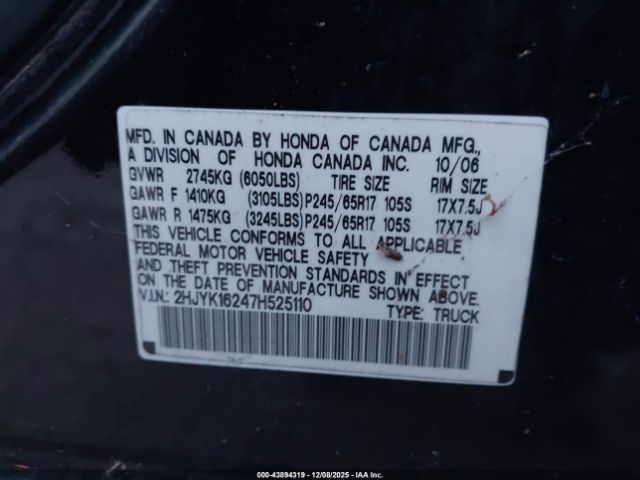 MFD. IN CANADA BY HONDA OF CANADA MFG.,
A DIVISION OF HONDA CANADA INC. 10/06
GVWR 2745KG (6050LBS) TIRE SIZE RIM SIZE
GAWR F 1410KG (3105LBS)P245/65R17 105S 17X7.5J
GAWR R 1475KG (3245LBS)P245/65R17 105S 17X7.5J
THIS VEHICLE CONFORMS TO ALL APPLICABLE
FEDERAL MOTOR VEHICLE SAFETY
AND THEFT PREVENTION STANDARDS IN EFFECT
ON THE DATE OF MANUFACTURE SHOWN ABOVE.
V.I.N.: 2HJYK16247H525110 TYPE: TRUCK
000-43894319 | 12/08/2025 - IAA Inc.